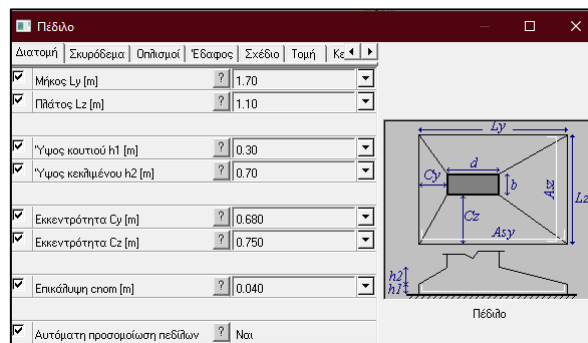 Πέδιλο
Διατομή Σκυρόδεμα Οπλισμοί Έδαφος Σχέδιο Τομή Κε
Μήκος Ly [m] ? 1.70
Πλάτος Lz [m] ? 1.10
Ύψος κουτιού h1 [m] ? 0.30
Ύψος κεκλιμένου h2 [m] ? 0.70
Εκκεντρότητα Cy [m] ? 0.680
Εκκεντρότητα Cz [m] ? 0.750
Επικάλυψη cnom [m] ? 0.040
Αυτόματη προσομοίωση πεδίλων ? Ναι
Ly
d
Cy
b
Asz
Lz
Cz
Asy
h2
h1
Πέδιλο